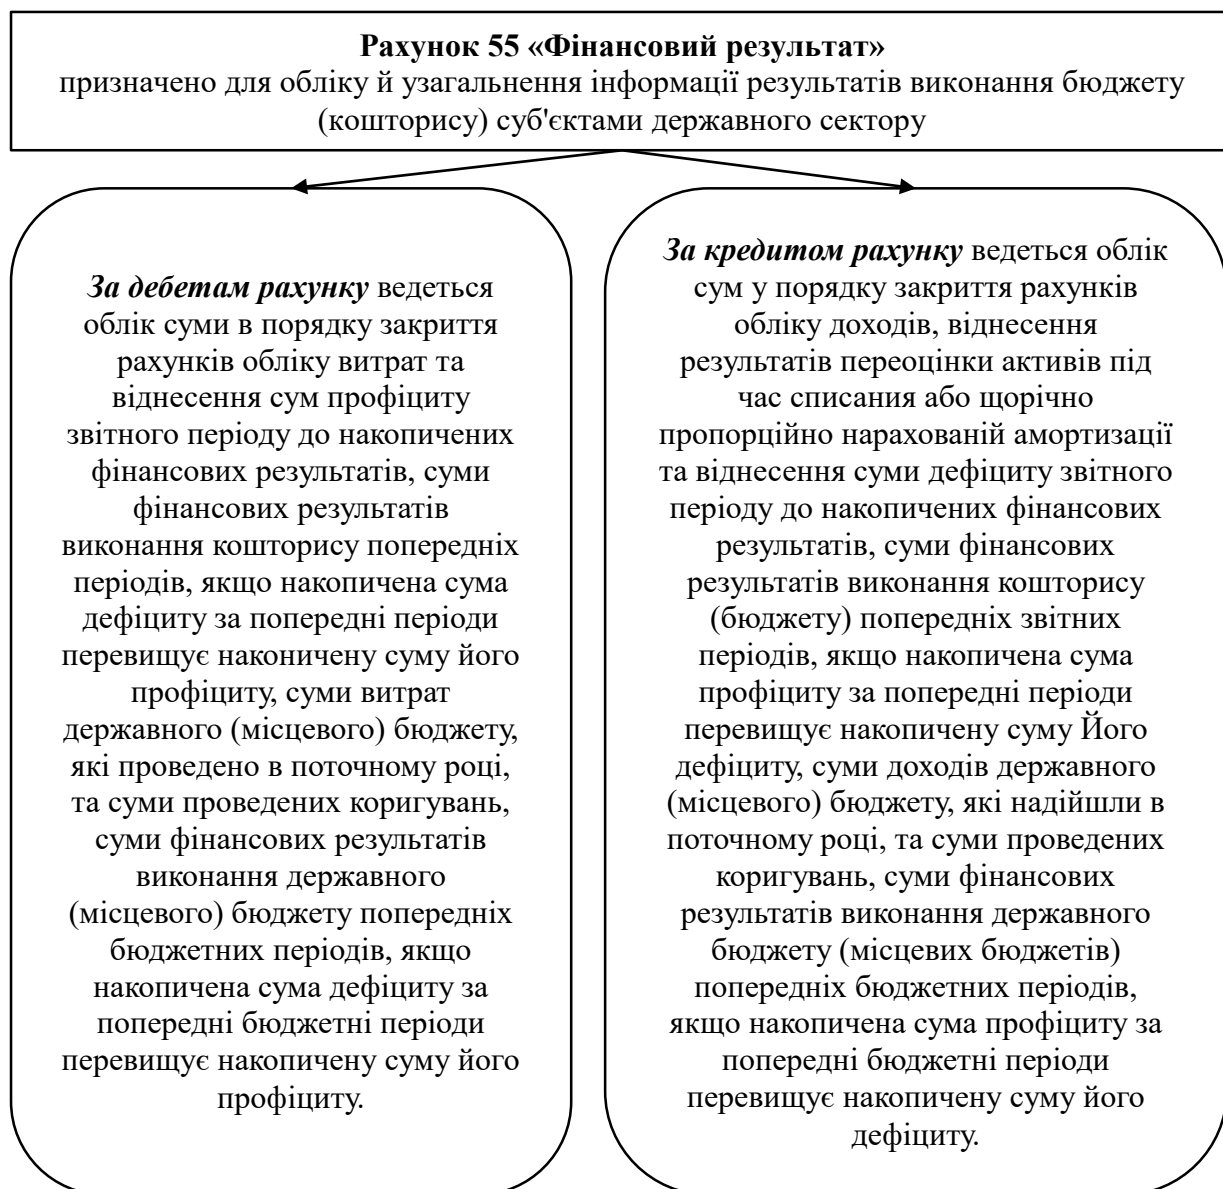 Рахунок 55 «Фінансовий результат»
призначено для обліку й узагальнення інформації результатів виконання бюджету
(кошторису) суб'єктами державного сектору
За дебетам рахунку ведеться
облік суми в порядку закриття
рахунків обліку витрат та
віднесення сум профіциту
звітного періоду до накопичених
фінансових результатів, суми
фінансових результатів
виконання кошторису попередніх
періодів, якщо накопичена сума
дефіциту за попередні періоди
перевищує наконичену суму його
профіциту, суми витрат
державного (місцевого) бюджету,
які проведено в поточному році,
та суми проведених коригувань,
суми фінансових результатів
виконання державного
(місцевого) бюджету попередніх
бюджетних періодів, якщо
накопичена сума дефіциту за
попередні бюджетні періоди
перевищує накопичену суму його
профіциту.
За кредитом рахунку ведеться облік
сум у порядку закриття рахунків
обліку доходів, віднесення
результатів переоцінки активів під
час списання або щорічно
пропорційно нарахованій амортизації
та віднесення суми дефіциту звітного
періоду до накопичених фінансових
результатів, суми фінансових
результатів виконання кошторису
(бюджету) попередніх звітних
періодів, якщо накопичена сума
профіциту за попередні періоди
перевищує накопичену суму Його
дефіциту, суми доходів державного
(місцевого) бюджету, які надійшли в
поточному році, та суми проведених
коригувань, суми фінансових
результатів виконання державного
бюджету (місцевих бюджетів)
попередніх бюджетних періодів,
якщо накопичена сума профіциту за
попередні бюджетні періоди
перевищує накопичену суму його
дефіциту.